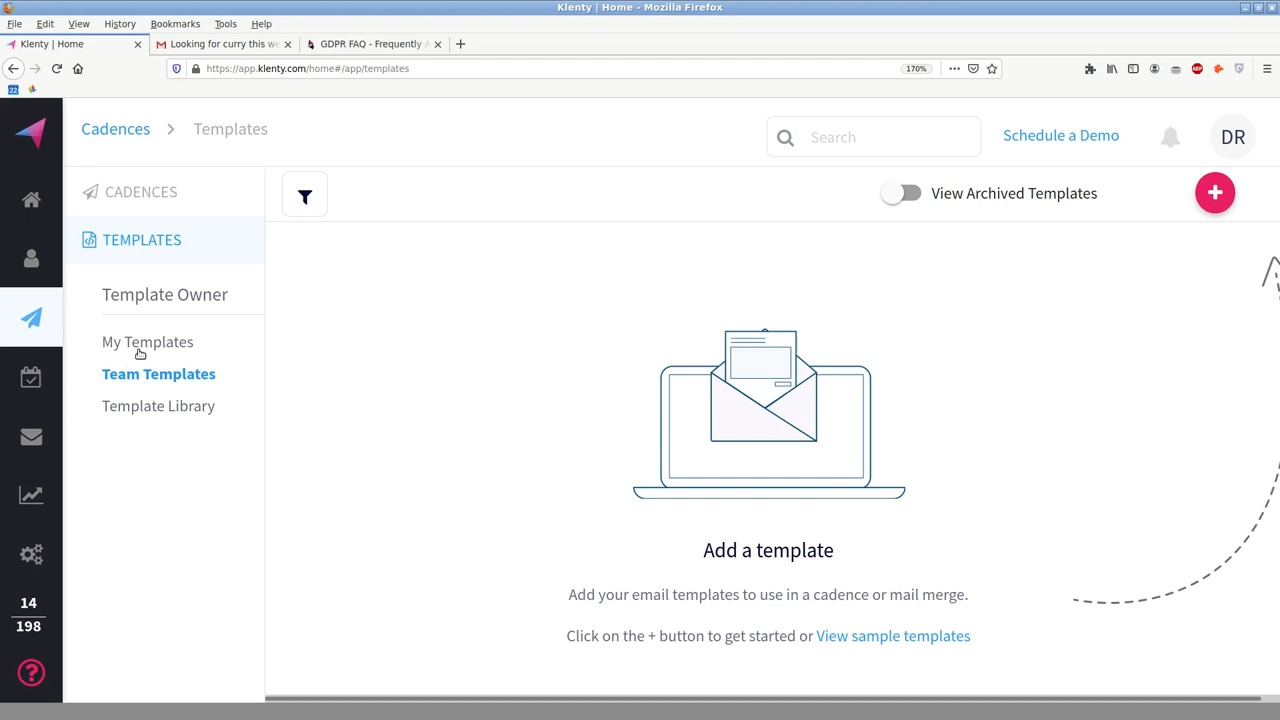 Klenty | Home - Mozilla Firefox
File Edit View History Bookmarks Tools Help
Klenty | Home
Looking for curry this we
GDPR FAQ - Frequently A
https://app.klenty.com/home#/app/templates
170%
ABP
22
Cadences > Templates
Search
Schedule a Demo
DR
CADENCES
TEMPLATES
View Archived Templates
Template Owner
My Templates
Team Templates
Template Library
Add a template
Add your email templates to use in a cadence or mail merge.
Click on the + button to get started or View sample templates
14
198